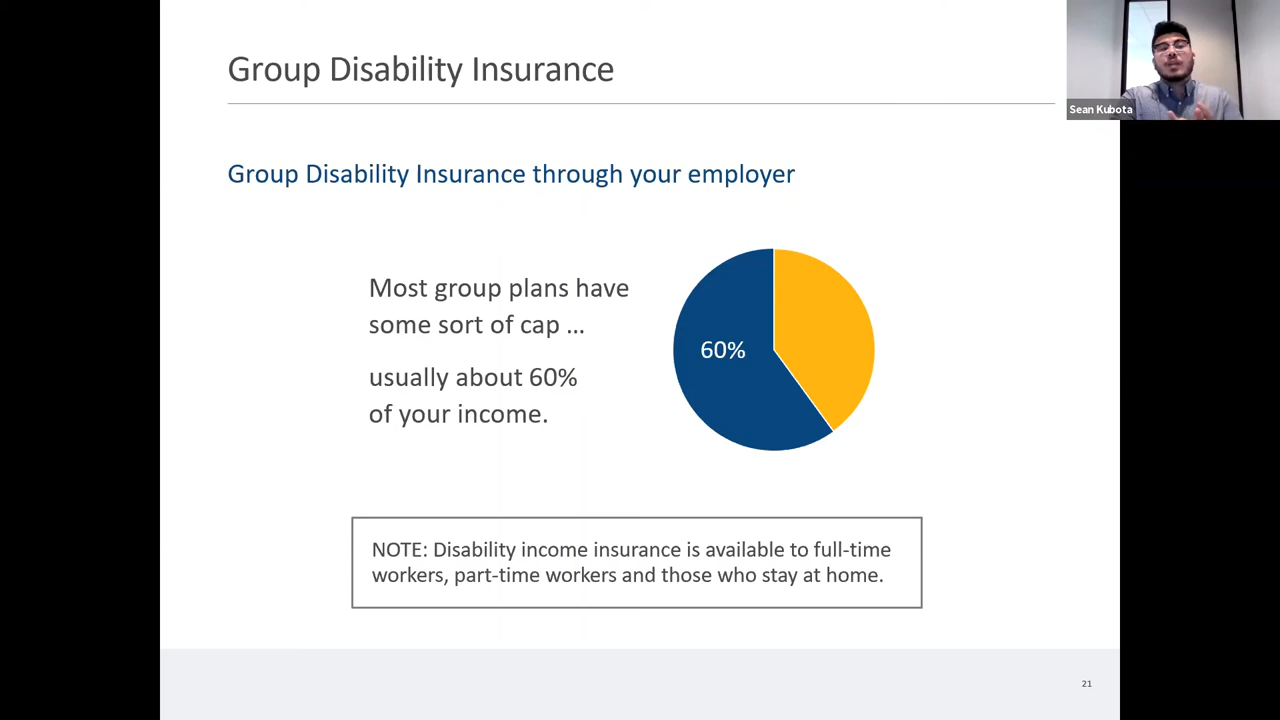 Group Disability Insurance
Sean Kubota
Group Disability Insurance through your employer
Most group plans have
some sort of cap …
usually about 60%
of your income.
60%
NOTE: Disability income insurance is available to full-time
workers, part-time workers and those who stay at home.
21